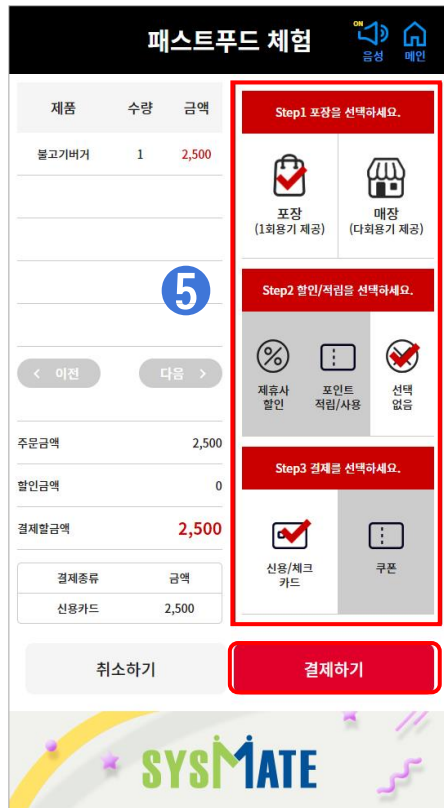 패스트푸드 체험
ON
음성
메인
제품 수량 금액
불고기버거 1 2,500
5
< 이전
다음 >
주문금액 2,500
할인금액 0
결제할금액 2,500
결제종류 금액
신용카드 2,500
Step1 포장을 선택하세요.
포장
(1회용기 제공)
매장
(다회용기 제공)
Step2 할인/적립을 선택하세요.
제휴사
할인
포인트
적립/사용
선택
없음
Step3 결제를 선택하세요.
신용/체크
카드
쿠폰
취소하기
결제하기
SYSMATE